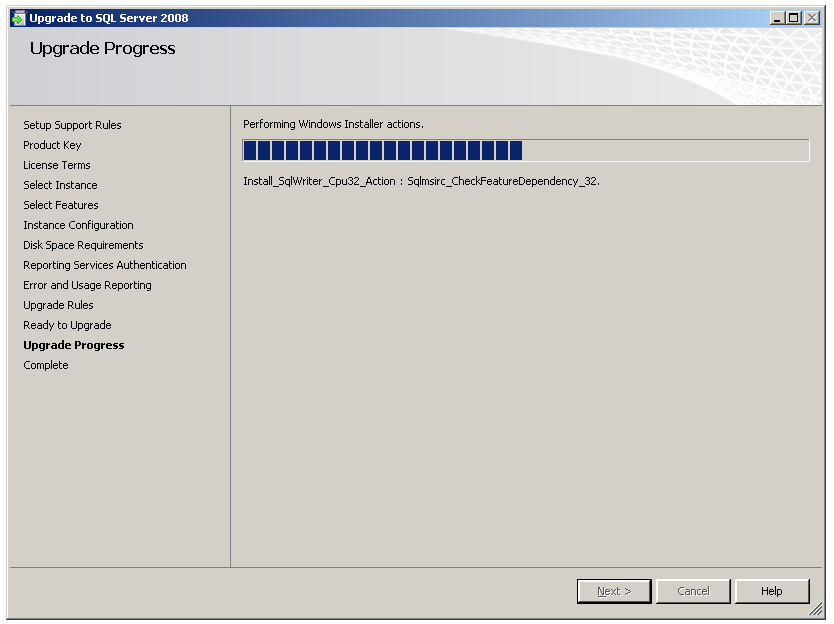 Upgrade to SQL Server 2008
Upgrade Progress
Setup Support Rules
Product Key
License Terms
Select Instance
Select Features
Instance Configuration
Disk Space Requirements
Reporting Services Authentication
Error and Usage Reporting
Upgrade Rules
Ready to Upgrade
Upgrade Progress
Complete
Performing Windows Installer actions.
Install_SqlWriter_Cpu32_Action : Sqlmsirc_CheckFeatureDependency_32.
Next >
Cancel
Help